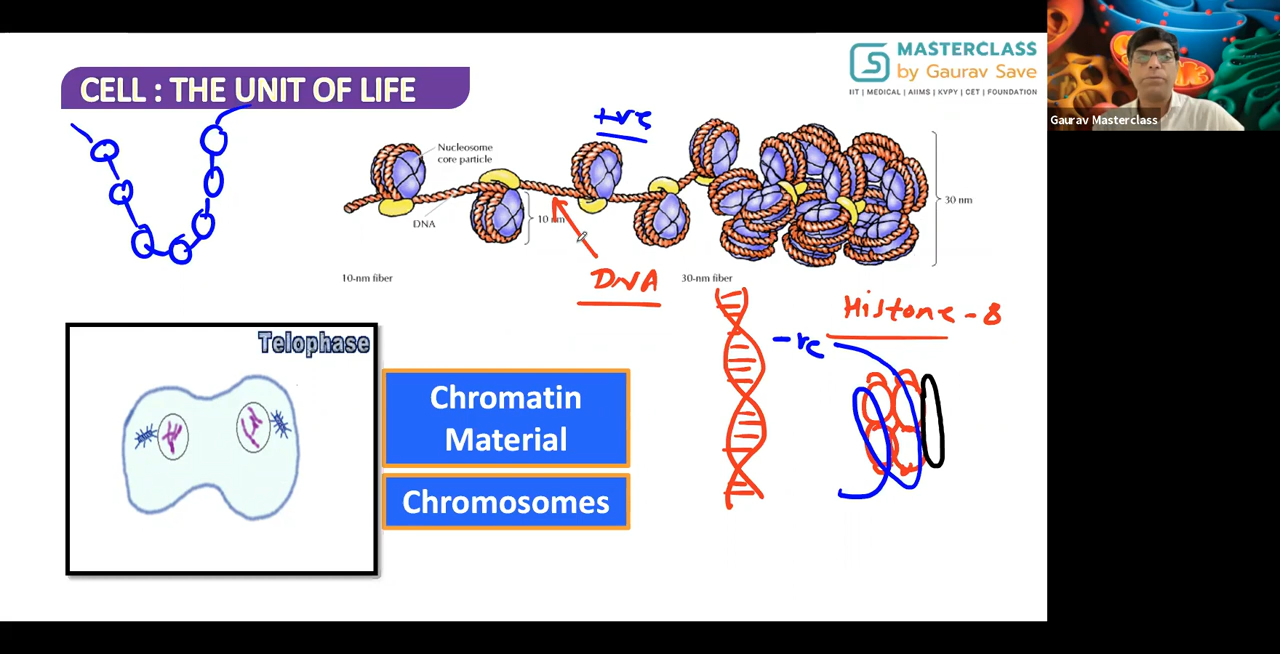 CELL : THE UNIT OF LIFE
MASTERCLASS
by Gaurav Save
IIT | MEDICAL | AIIMS | KVPY | CET | FOUNDATION
Gaurav Masterclass
+ve
Nucleosome
core particle
DNA
10 nm
30 nm
10-nm fiber
DNA
30-nm fiber
Histone - 8
-ve
Telophase
Chromatin
Material
Chromosomes